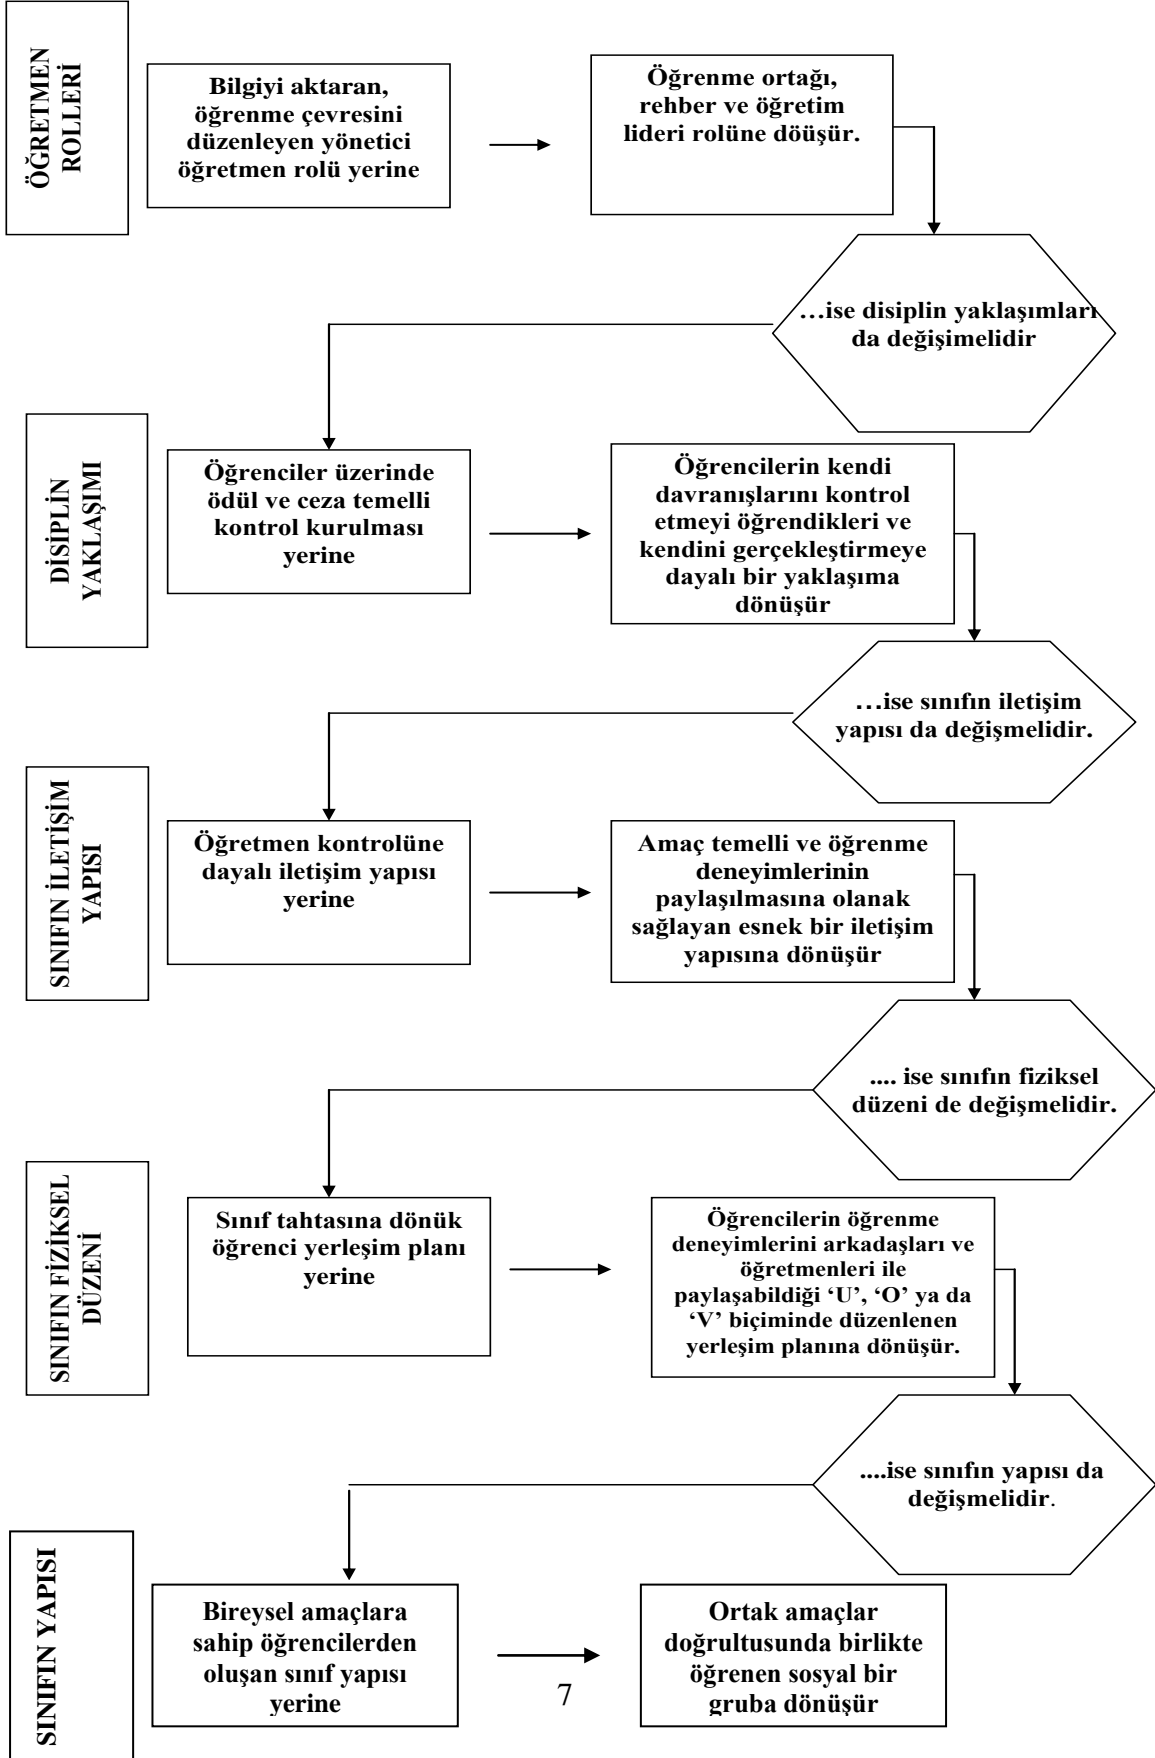 ÖĞRETMEN
ROLLERİ
Bilgiyi aktaran,
öğrenme çevresini
düzenleyen yönetici
öğretmen rolü yerine
Öğrenme ortağı,
rehber ve öğretim
lideri rolüne döüşür.
…ise disiplin yaklaşımları
da değişimelidir
DİSİPLİN
YAKLAŞIMI
Öğrenciler üzerinde
ödül ve ceza temelli
kontrol kurulması
yerine
Öğrencilerin kendi
davranışlarını kontrol
etmeyi öğrendikleri ve
kendini gerçekleştirmeye
dayalı bir yaklaşıma
dönüşür
…ise sınıfın iletişim
yapısı da değişmelidir.
SINIFIN İLETİŞİM
YAPISI
Öğretmen kontrolüne
dayalı iletişim yapısı
yerine
Amaç temelli ve öğrenme
deneyimlerinin
paylaşılmasına olanak
sağlayan esnek bir iletişim
yapısına dönüşür
.... ise sınıfın fiziksel
düzeni de değişmelidir.
SINIFIN FİZİKSEL
DÜZENİ
Sınıf tahtasına dönük
öğrenci yerleşim planı
yerine
Öğrencilerin öğrenme
deneyimlerini arkadaşları ve
öğretmenleri ile
paylaşabildiği ‘U’, ‘O’ ya da
‘V’ biçiminde düzenlenen
yerleşim planına dönüşür.
....ise sınıfın yapısı da
değişmelidir.
SINIFIN YAPISI
Bireysel amaçlara
sahip öğrencilerden
oluşan sınıf yapısı
yerine
Ortak amaçlar
doğrultusunda birlikte
öğrenen sosyal bir
gruba dönüşür
7